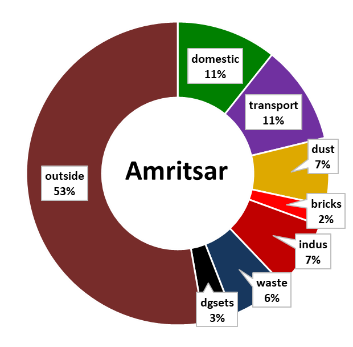 domestic
11%
transport
11%
dust
7%
bricks
2%
indus
7%
waste
6%
dgsets
3%
outside
53%
Amritsar